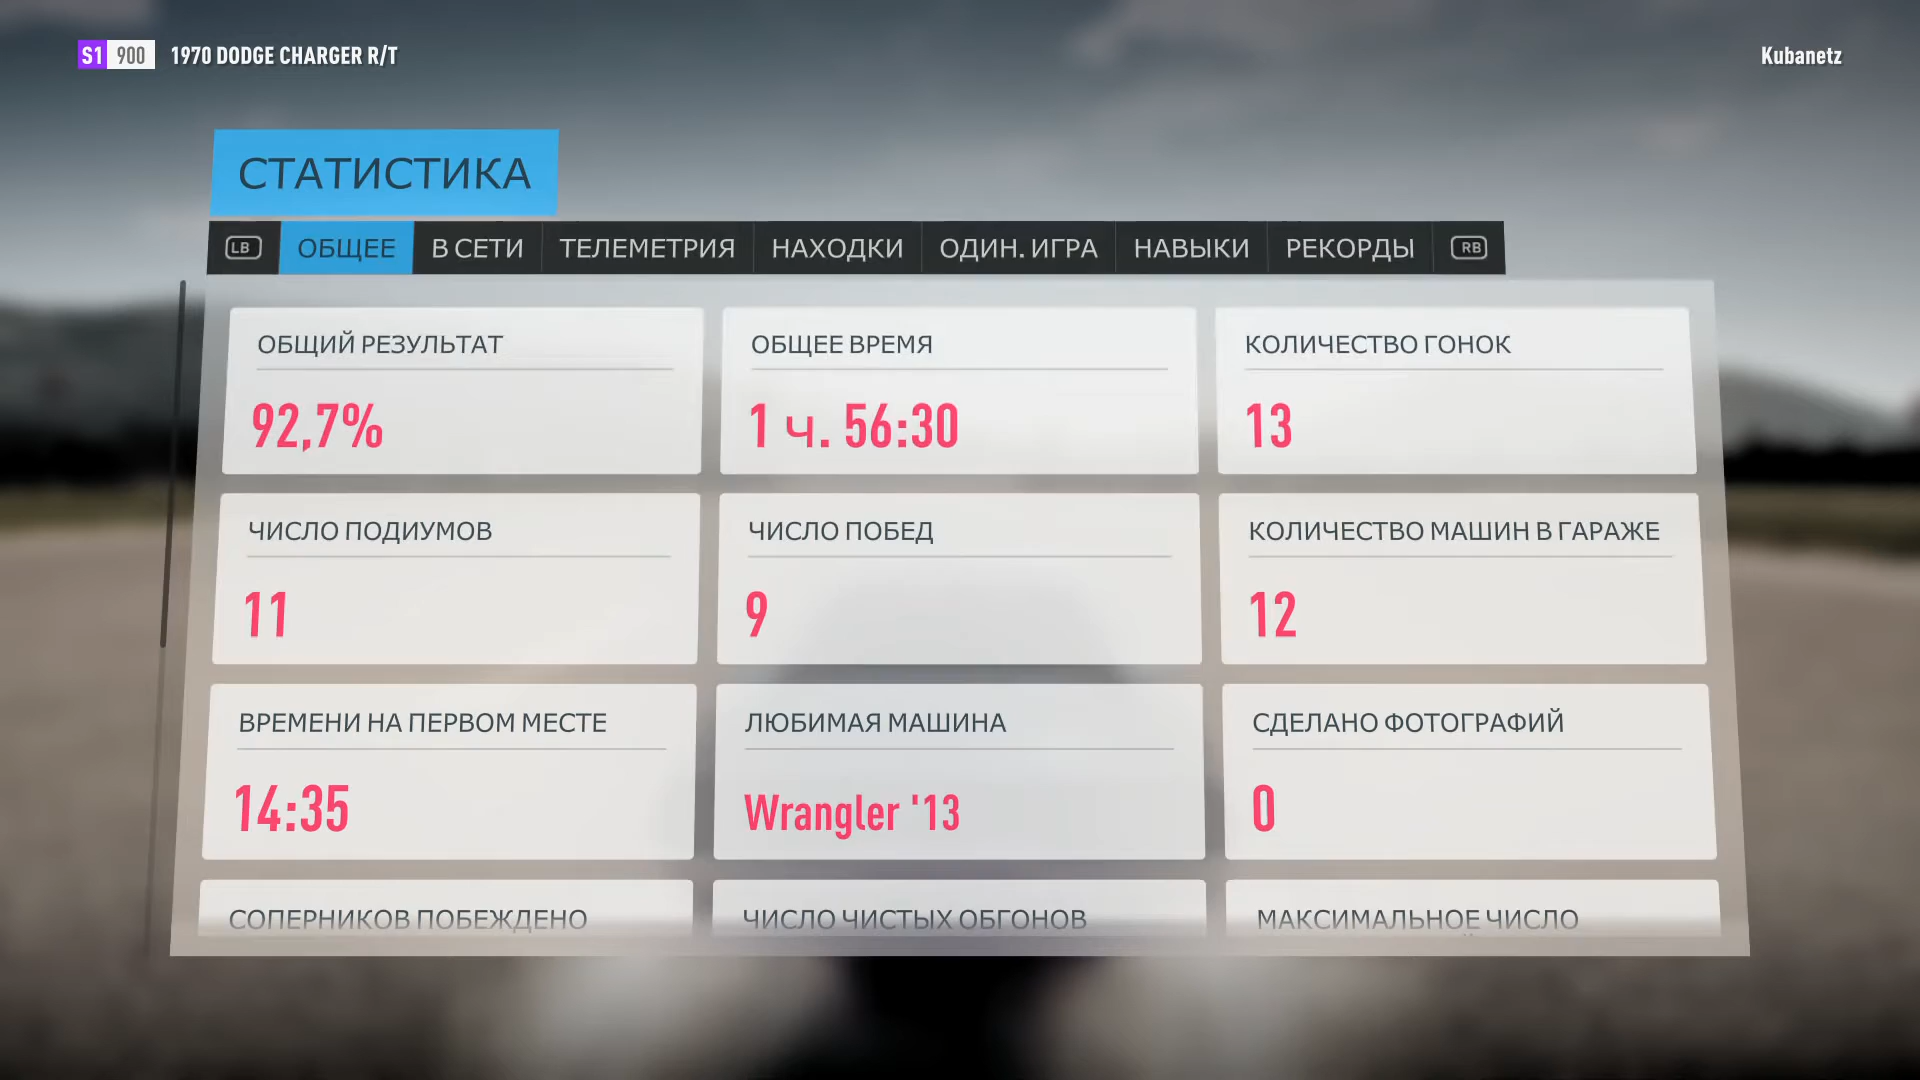 S1 900 1970 DODGE CHARGER R/T
Kubanetz
СТАТИСТИКА
LB ОБЩЕЕ В СЕТИ ТЕЛЕМЕТРИЯ НАХОДКИ ОДИН. ИГРА НАВЫКИ РЕКОРДЫ RB
ОБЩИЙ РЕЗУЛЬТАТ
92,7%
ОБЩЕЕ ВРЕМЯ
1 ч. 56:30
КОЛИЧЕСТВО ГОНОК
13
ЧИСЛО ПОДИУМОВ
11
ЧИСЛО ПОБЕД
9
КОЛИЧЕСТВО МАШИН В ГАРАЖЕ
12
ВРЕМЕНИ НА ПЕРВОМ МЕСТЕ
14:35
ЛЮБИМАЯ МАШИНА
Wrangler '13
СДЕЛАНО ФОТОГРАФИЙ
0
СОПЕРНИКОВ ПОБЕЖДЕНО
ЧИСЛО ЧИСТЫХ ОБГОНОВ
МАКСИМАЛЬНОЕ ЧИСЛО